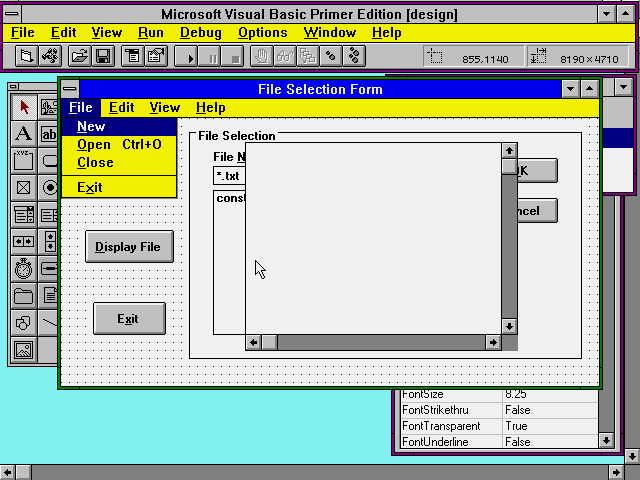 Microsoft Visual Basic Primer Edition [design]
File Edit View Run Debug Options Window Help
855.1140 8190×4710
File Selection Form
File Edit View Help
New
Open Ctrl+O
Close
Exit
File Selection
File N
*.txt
const
K
ncel
Display File
Exit
A
ab
xyz
FontSize 8.25
FontStrikethru False
FontTransparent True
FontUnderline False